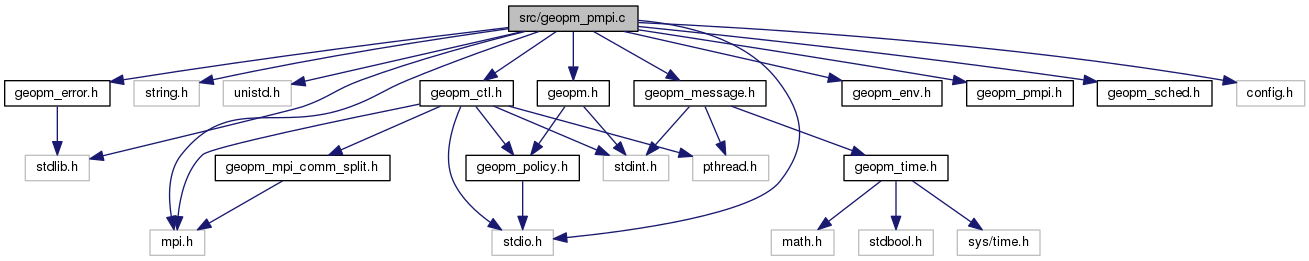 src/geopm_pmpi.c
geopm_error.h
string.h
unistd.h
geopm_ctl.h
geopm.h
geopm_message.h
geopm_env.h
geopm_pmpi.h
geopm_sched.h
config.h
stdlib.h
geopm_mpi_comm_split.h
geopm_policy.h
stdint.h
pthread.h
geopm_time.h
mpi.h
stdio.h
math.h
stdbool.h
sys/time.h